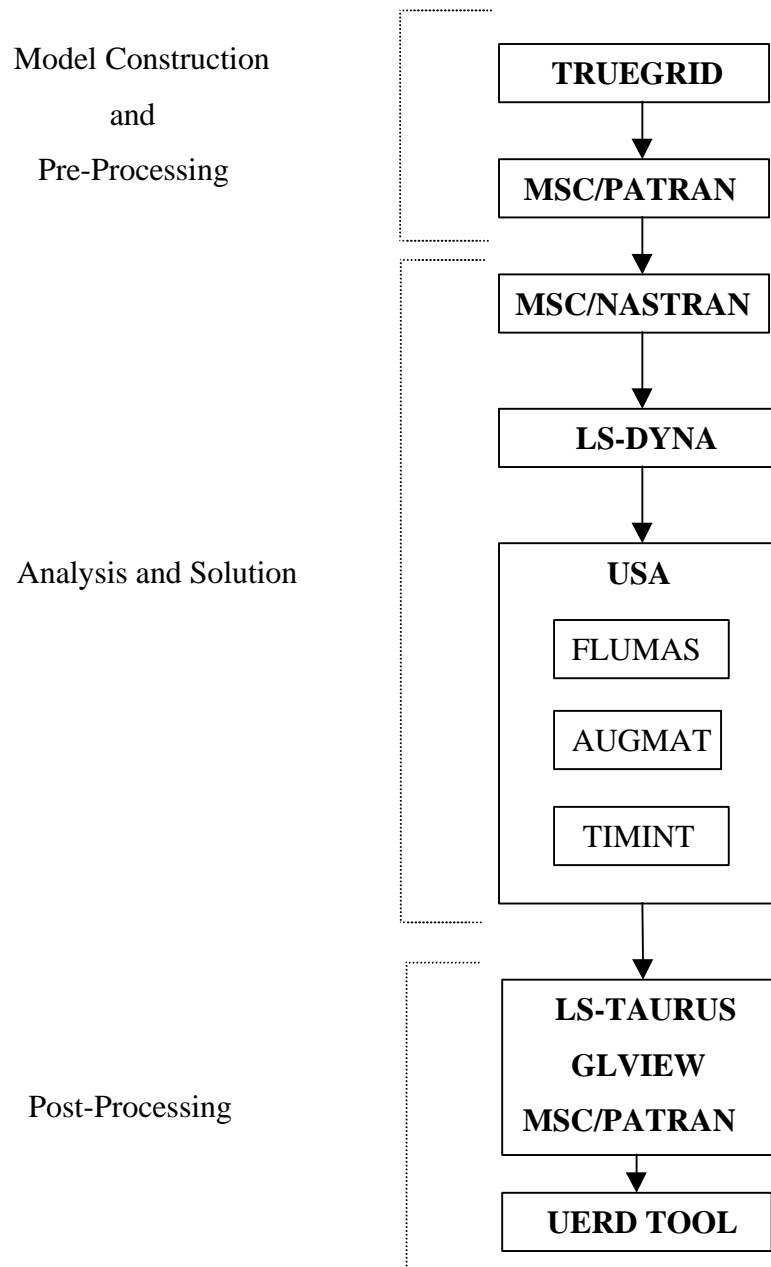 Model Construction
and
Pre-Processing
TRUEGRID
MSC/PATRAN
Analysis and Solution
MSC/NASTRAN
LS-DYNA
USA
FLUMAS
AUGMAT
TIMINT
Post-Processing
LS-TAURUS
GLVIEW
MSC/PATRAN
UERD TOOL